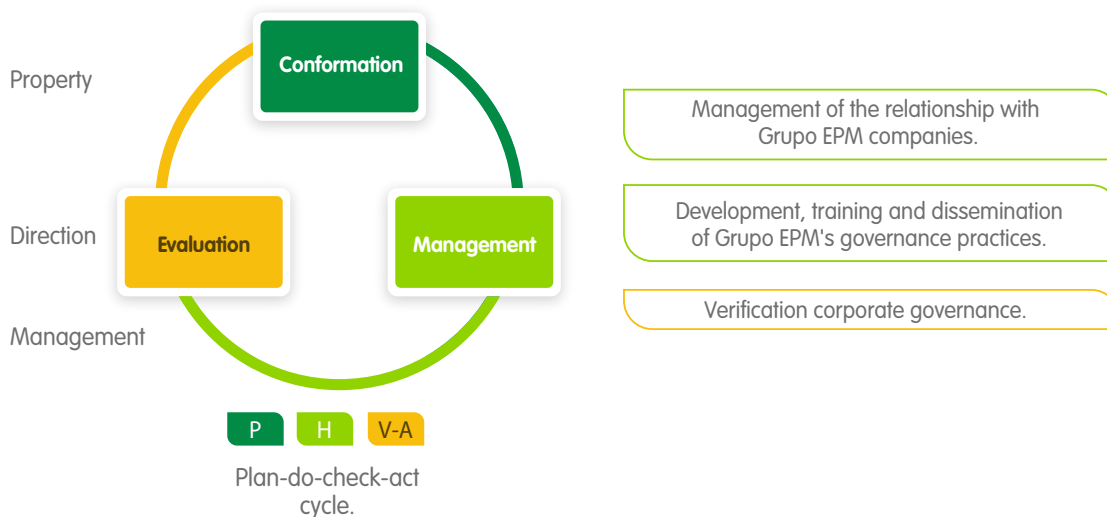 Property
Direction
Management
Conformation
Evaluation
Management
P
H
V-A
Plan-do-check-act
cycle.
Management of the relationship with
Grupo EPM companies.
Development, training and dissemination
of Grupo EPM's governance practices.
Verification corporate governance.